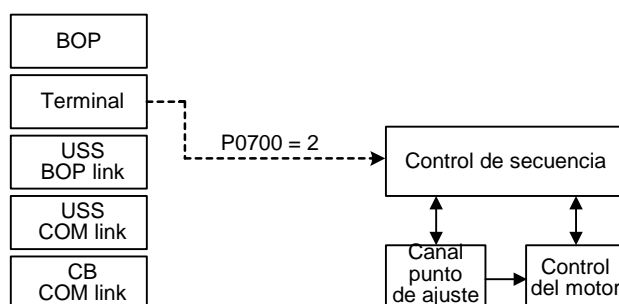 BOP
Terminal
P0700 = 2
USS
BOP link
Control de secuencia
USS
COM link
CB
COM link
Canal
punto
de ajuste
Control
del motor